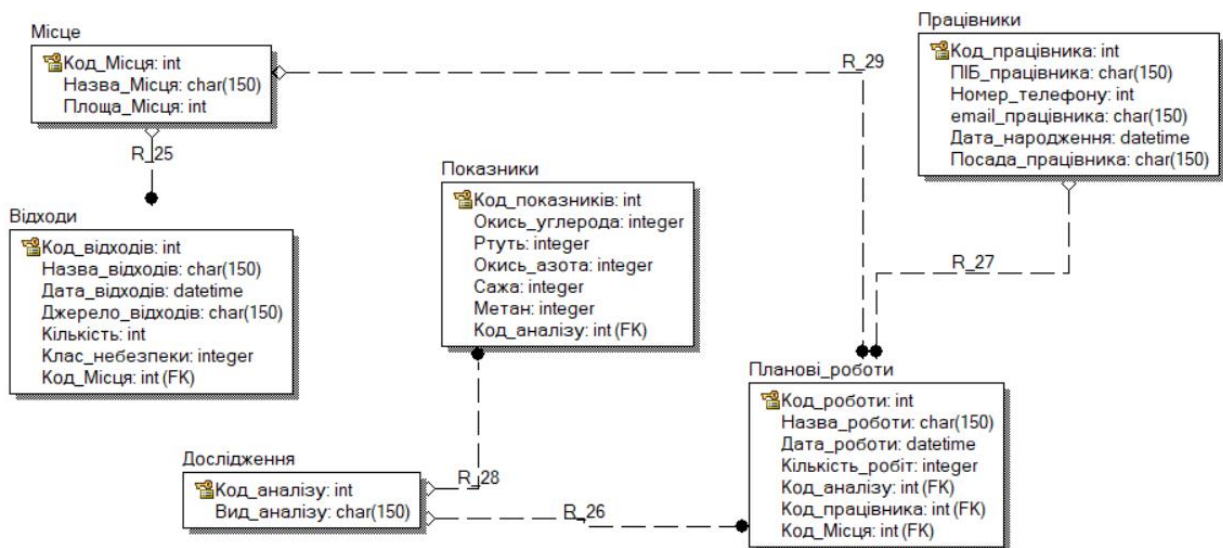 Місце
Код_Місця: int
Назва_Місця: char(150)
Площа_Місця: int
R_25
Відходи
Код_відходів: int
Назва_відходів: char(150)
Дата_відходів: datetime
Джерело_відходів: char(150)
Кількість: int
Клас_небезпеки: integer
Код_Місця: int (FK)
Показники
Код_показників: int
Окись_углерода: integer
Ртуть: integer
Окись_азота: integer
Сажа: integer
Метан: integer
Код_аналізу: int (FK)
Дослідження
Код_аналізу: int
Вид_аналізу: char(150)
R_28
R_26
R_29
Працівники
Код_працівника: int
ПІБ_працівника: char(150)
Номер_телефону: int
email_працівника: char(150)
Дата_народження: datetime
Посада_працівника: char(150)
R_27
Планові_роботи
Код_роботи: int
Назва_роботи: char(150)
Дата_роботи: datetime
Кількість_робіт: integer
Код_аналізу: int (FK)
Код_працівника: int (FK)
Код_Місця: int (FK)